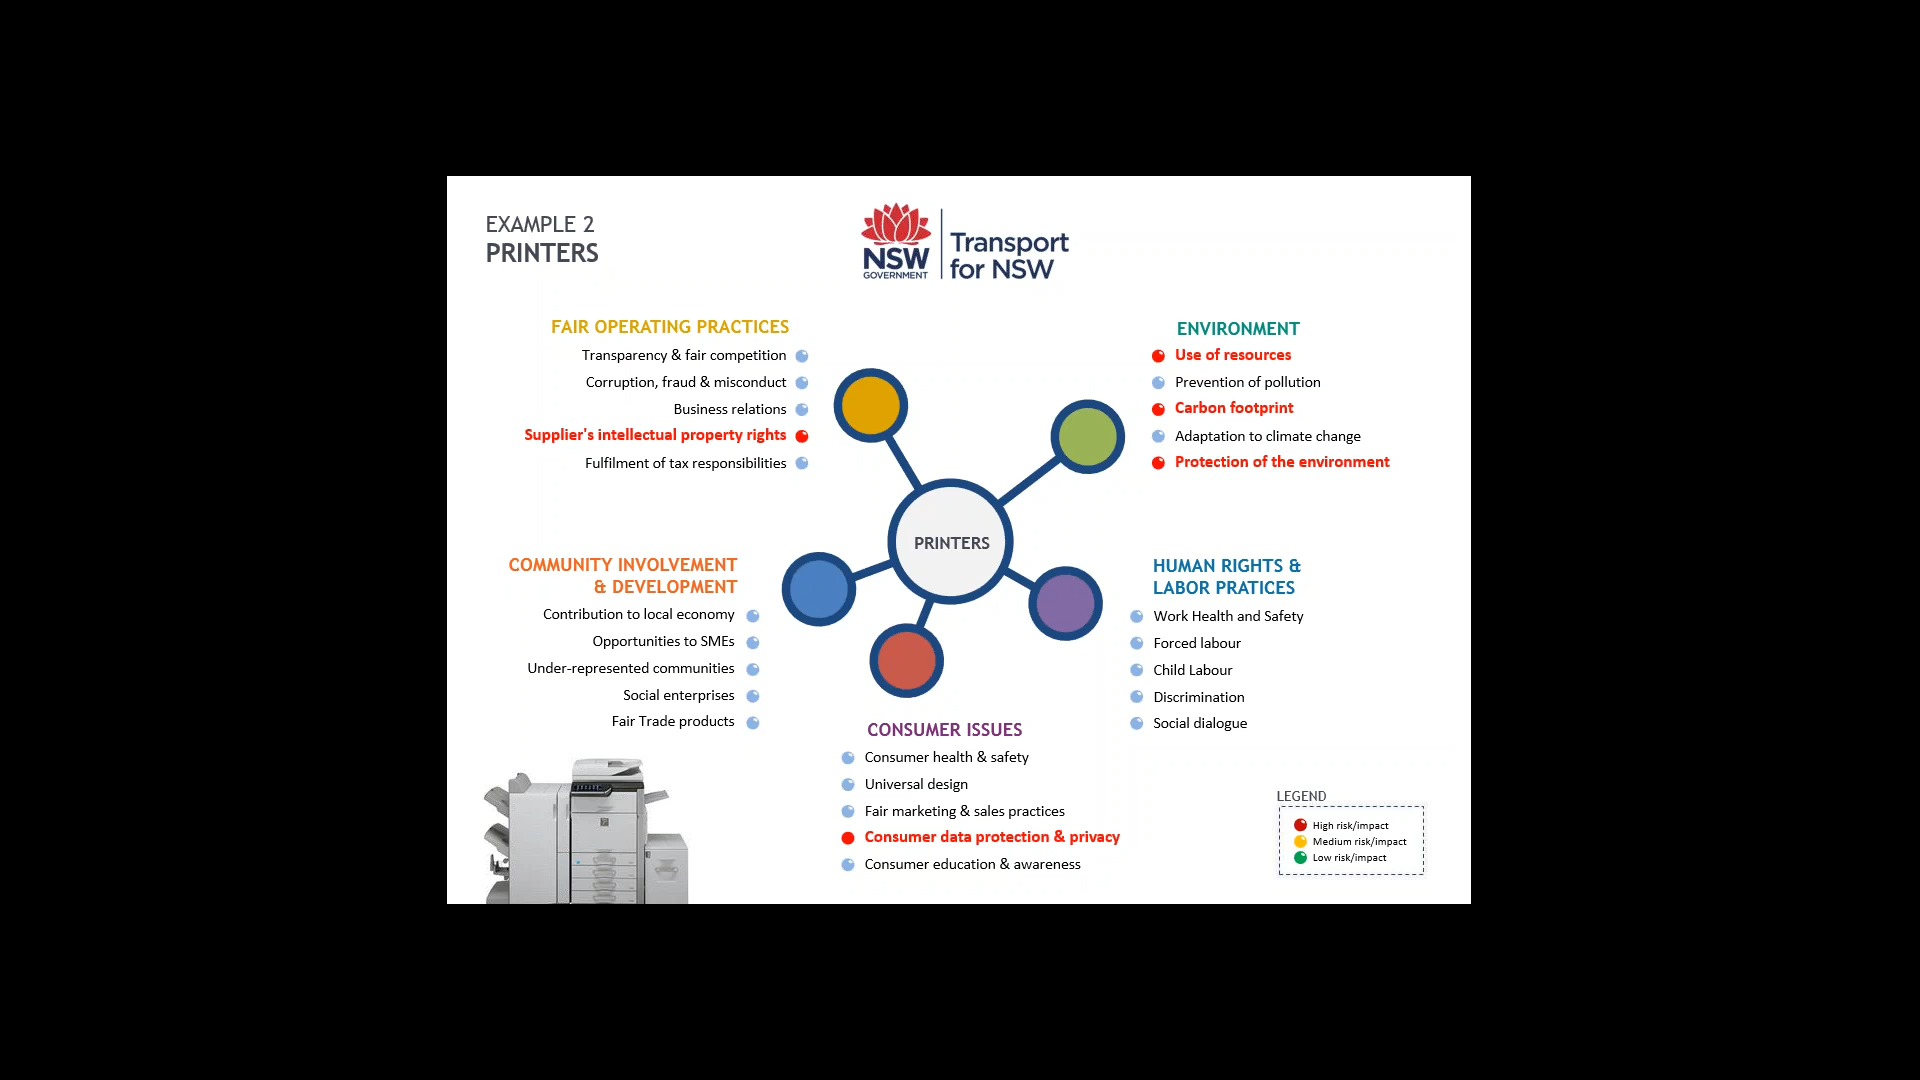 EXAMPLE 2
PRINTERS
NSW
GOVERNMENT
Transport
for NSW
FAIR OPERATING PRACTICES
Transparency & fair competition
Corruption, fraud & misconduct
Business relations
Supplier's intellectual property rights
Fulfilment of tax responsibilities
ENVIRONMENT
Use of resources
Prevention of pollution
Carbon footprint
Adaptation to climate change
Protection of the environment
PRINTERS
COMMUNITY INVOLVEMENT
& DEVELOPMENT
Contribution to local economy
Opportunities to SMEs
Under-represented communities
Social enterprises
Fair Trade products
HUMAN RIGHTS &
LABOR PRATICES
Work Health and Safety
Forced labour
Child Labour
Discrimination
Social dialogue
CONSUMER ISSUES
Consumer health & safety
Universal design
Fair marketing & sales practices
Consumer data protection & privacy
Consumer education & awareness
LEGEND
High risk/impact
Medium risk/impact
Low risk/impact